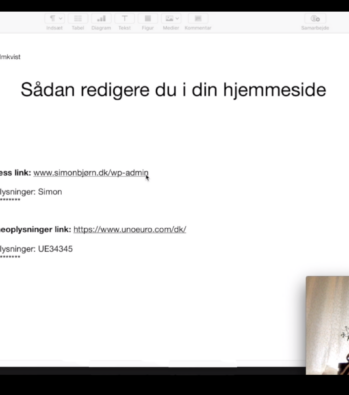 Indsæt Tabel Diagram Tekst Figur Medier Kommentar Samarbejde
lmkvist
Sådan redigere du i din hjemmeside
ess link: www.simonbjørn.dk/wp-admin
lysninger: Simon
*******
eoplysninger link: https://www.unoeuro.com/dk/
lysninger: UE34345
*******